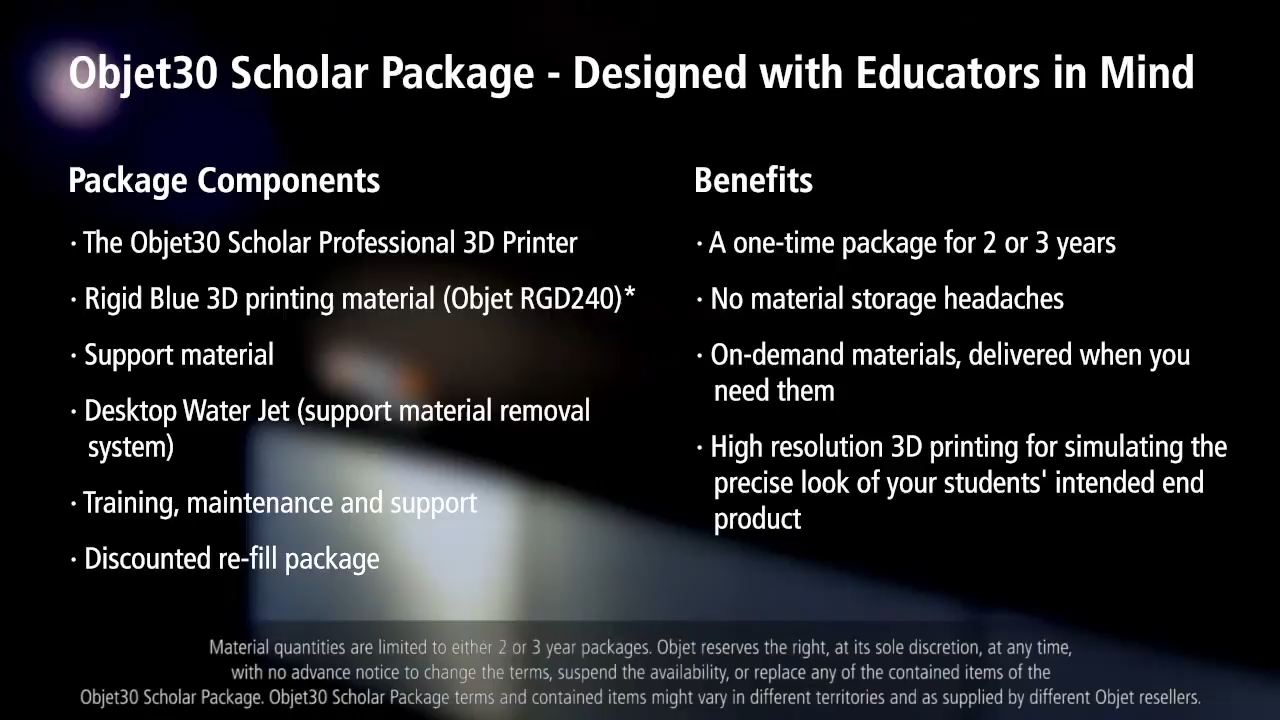 Objet30 Scholar Package - Designed with Educators in Mind
Package Components
· The Objet30 Scholar Professional 3D Printer
· Rigid Blue 3D printing material (Objet RGD240)*
· Support material
· Desktop Water Jet (support material removal
system)
· Training, maintenance and support
· Discounted re-fill package
Benefits
· A one-time package for 2 or 3 years
· No material storage headaches
· On-demand materials, delivered when you
need them
· High resolution 3D printing for simulating the
precise look of your students' intended end
product
Material quantities are limited to either 2 or 3 year packages. Objet reserves the right, at its sole discretion, at any time,
with no advance notice to change the terms, suspend the availability, or replace any of the contained items of the
Objet30 Scholar Package. Objet30 Scholar Package terms and contained items might vary in different territories and as supplied by different Objet resellers.